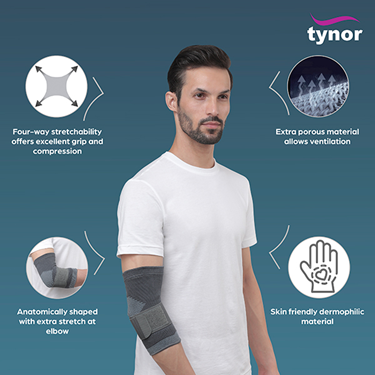 tynor
Four-way stretchability
offers excellent grip and
compression
Extra porous material
allows ventilation
Anatomically shaped
with extra stretch at
elbow
Skin friendly dermophilic
material